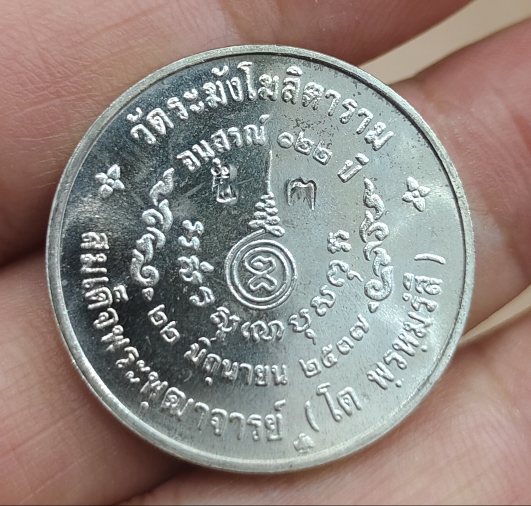 วัดระฆังโฆสิตาราม
อนุสรณ์ ๑๒๒ ปี
๒๒ มิถุนายน ๒๕๓๗
สมเด็จพระพุฒาจารย์ (โต พฺรหฺมรํสี)